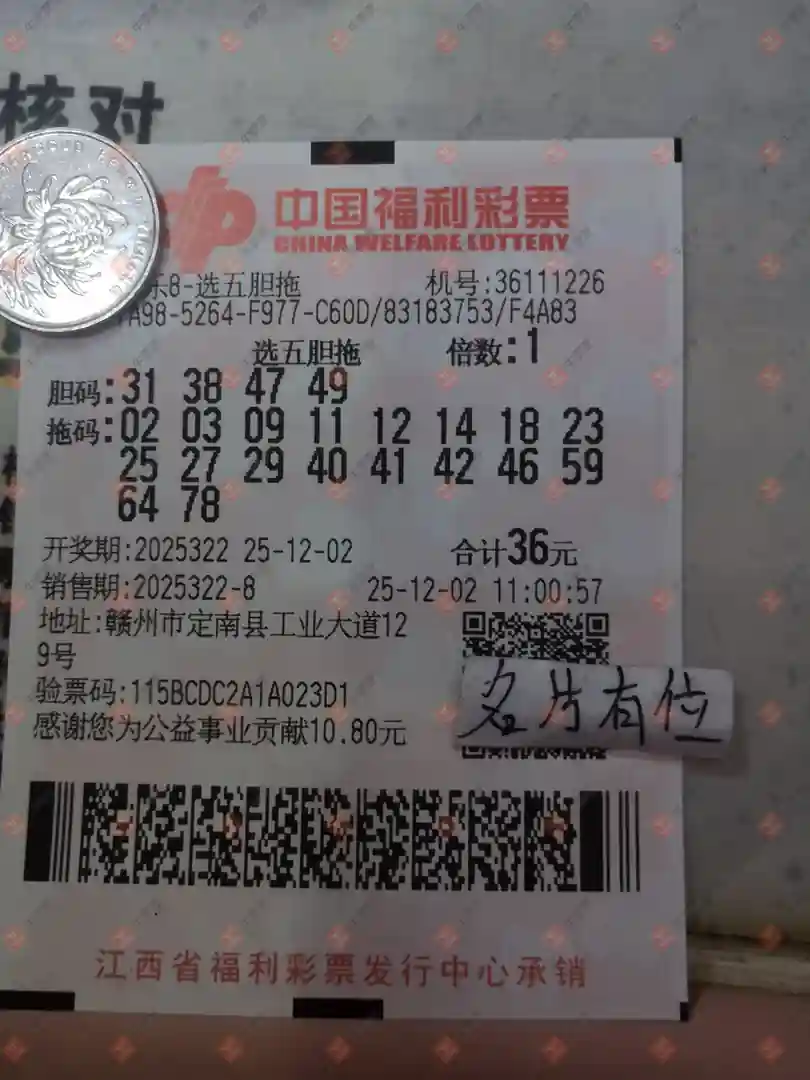 核对
中国福利彩票
CHINA WELFARE LOTTERY
乐8-选五胆拖 机号:36111226
A98-5264-F977-C60D/83183753/F4A83
选五胆拖 倍数:1
胆码:31 38 47 49
拖码:02 03 09 11 12 14 18 23
25 27 29 40 41 42 46 59
64 78
开奖期:2025322 25-12-02 合计36元
销售期:2025322-8 25-12-02 11:00:57
地址:赣州市定南县工业大道12
9号
验票码:115BCDC2A1A023D1
感谢您为公益事业贡献10.80元
名片有位
江西省福利彩票发行中心承销